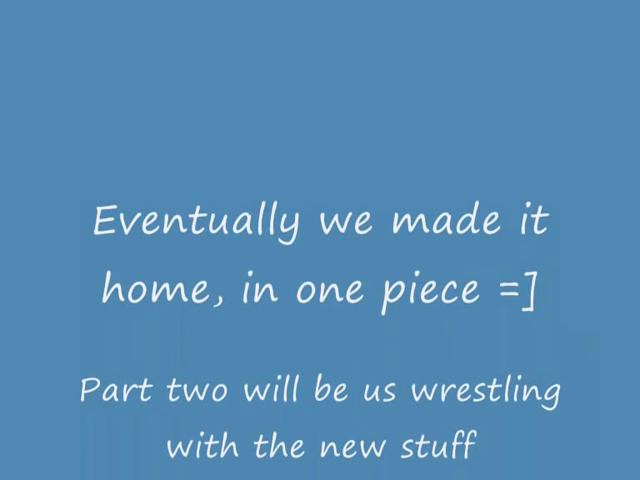 Eventually we made it
home, in one piece =]
Part two will be us wrestling
with the new stuff